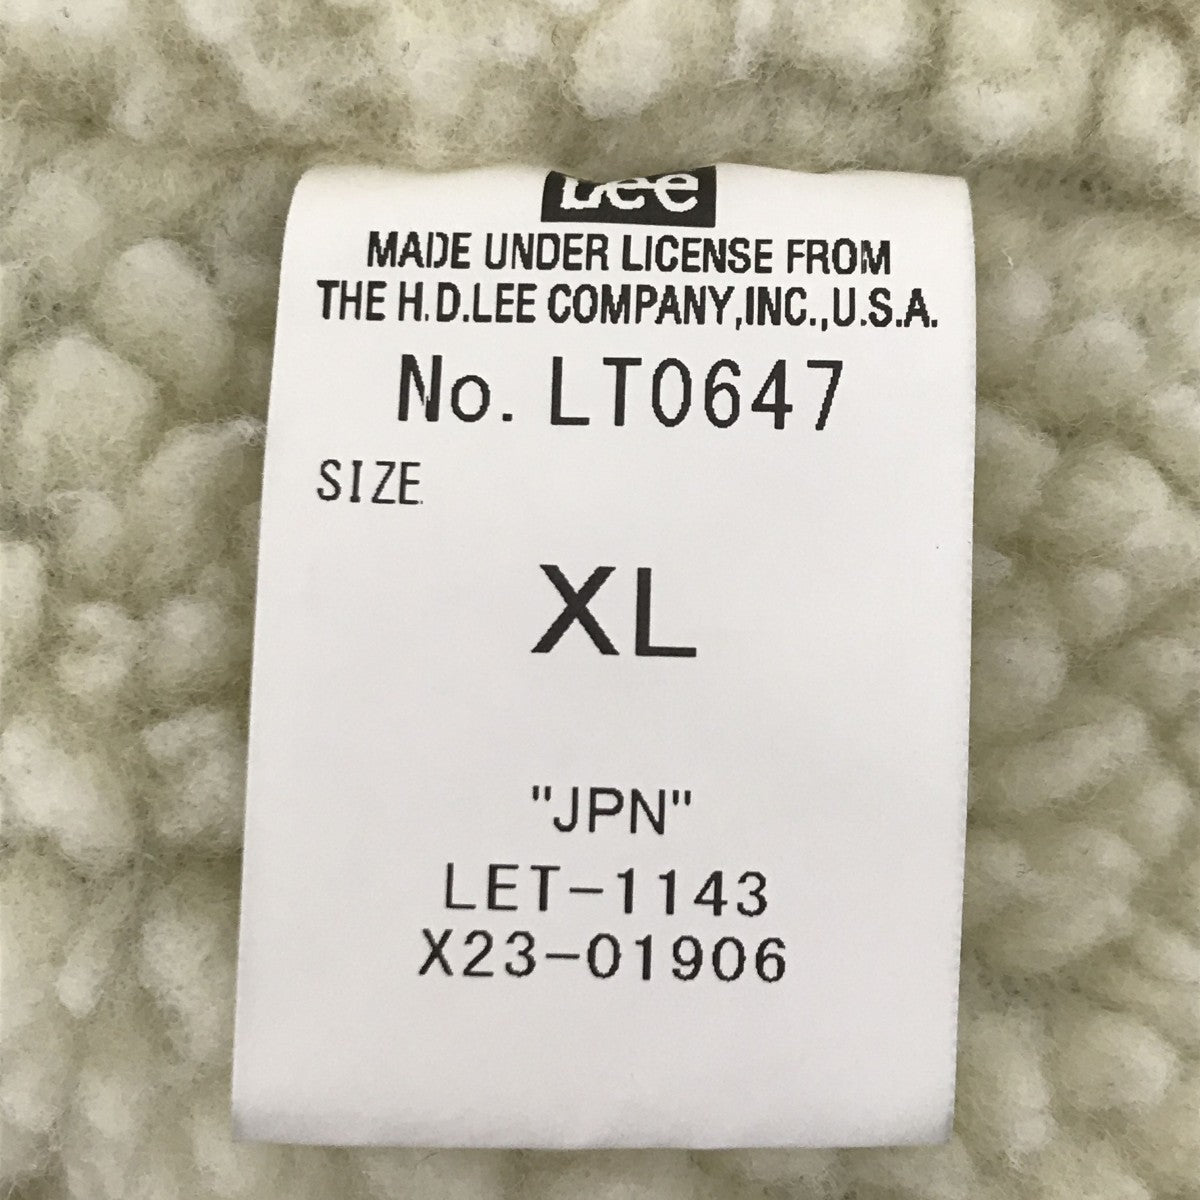 Lee
MADE UNDER LICENSE FROM
THE H.D.LEE COMPANY,INC.,U.S.A.
No. LT0647
SIZE
XL
"JPN"
LET-1143
X23-01906